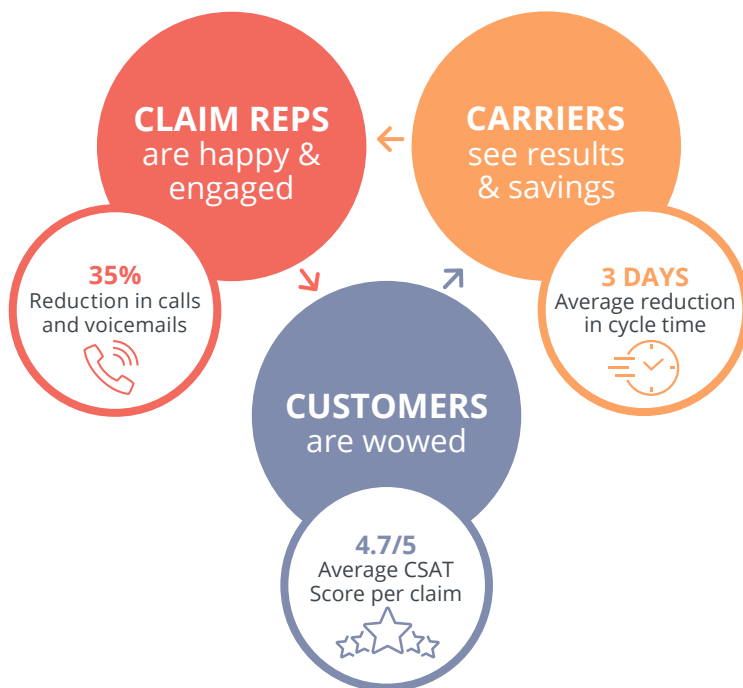 CLAIM REPS
are happy &
engaged
35%
Reduction in calls
and voicemails
CARRIERS
see results
& savings
3 DAYS
Average reduction
in cycle time
CUSTOMERS
are wowed
4.7/5
Average CSAT
Score per claim